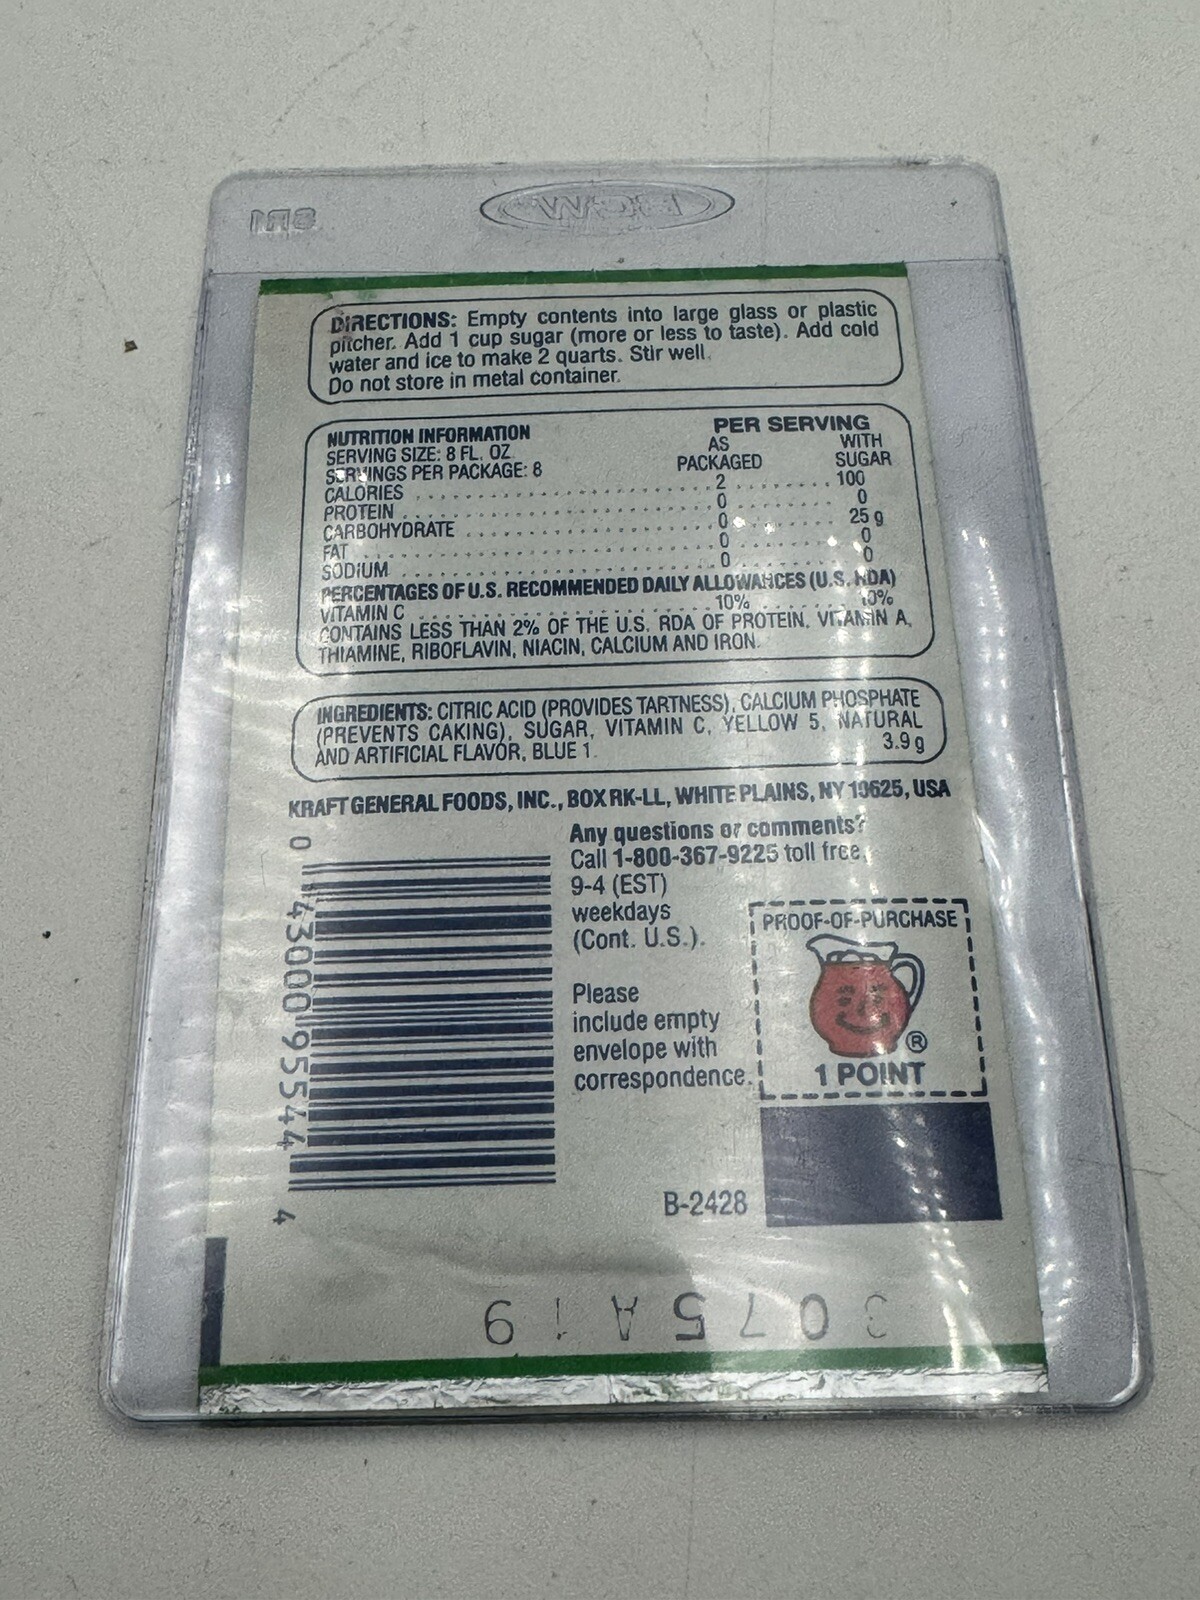 BCW
DIRECTIONS: Empty contents into large glass or plastic
pitcher. Add 1 cup sugar (more or less to taste). Add cold
water and ice to make 2 quarts. Stir well.
Do not store in metal container.
NUTRITION INFORMATION
PER SERVING
SERVING SIZE: 8 FL. OZ.
AS PACKAGED
WITH SUGAR
SERVINGS PER PACKAGE: 8
CALORIES 2 100
PROTEIN 0 0
CARBOHYDRATE 0 25 g
FAT 0 0
SODIUM 0 0
PERCENTAGES OF U.S. RECOMMENDED DAILY ALLOWANCES (U.S. RDA)
VITAMIN C 10% 10%
CONTAINS LESS THAN 2% OF THE U.S. RDA OF PROTEIN, VITAMIN A,
THIAMINE, RIBOFLAVIN, NIACIN, CALCIUM AND IRON.
INGREDIENTS: CITRIC ACID (PROVIDES TARTNESS), CALCIUM PHOSPHATE
(PREVENTS CAKING), SUGAR, VITAMIN C, YELLOW 5, NATURAL
AND ARTIFICIAL FLAVOR, BLUE 1. 3.9 g
KRAFT GENERAL FOODS, INC., BOX RK-LL, WHITE PLAINS, NY 10625, USA
Any questions or comments?
Call 1-800-367-9225 toll free,
9-4 (EST)
weekdays
(Cont. U.S.).
Please
include empty
envelope with
correspondence.
PROOF-OF-PURCHASE
®
1 POINT
0 43000 95544 4
B-2428
3075A19